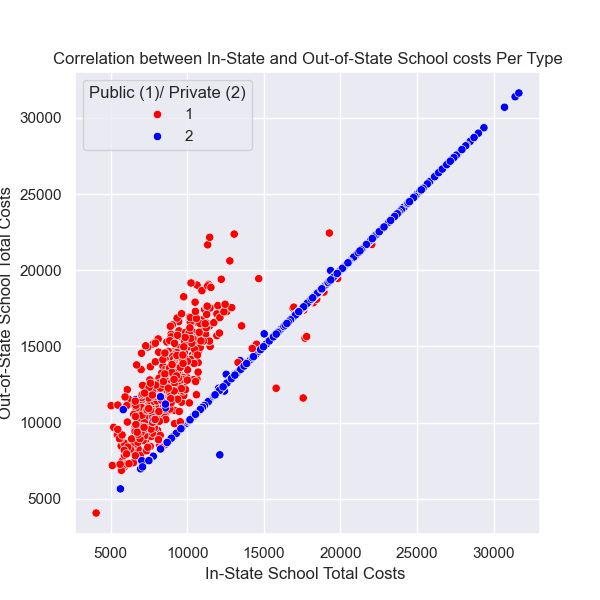 Correlation between In-State and Out-of-State School costs Per Type
Public (1)/ Private (2)
1
2
Out-of-State School Total Costs
30000
25000
20000
15000
10000
5000
5000 10000 15000 20000 25000 30000
In-State School Total Costs